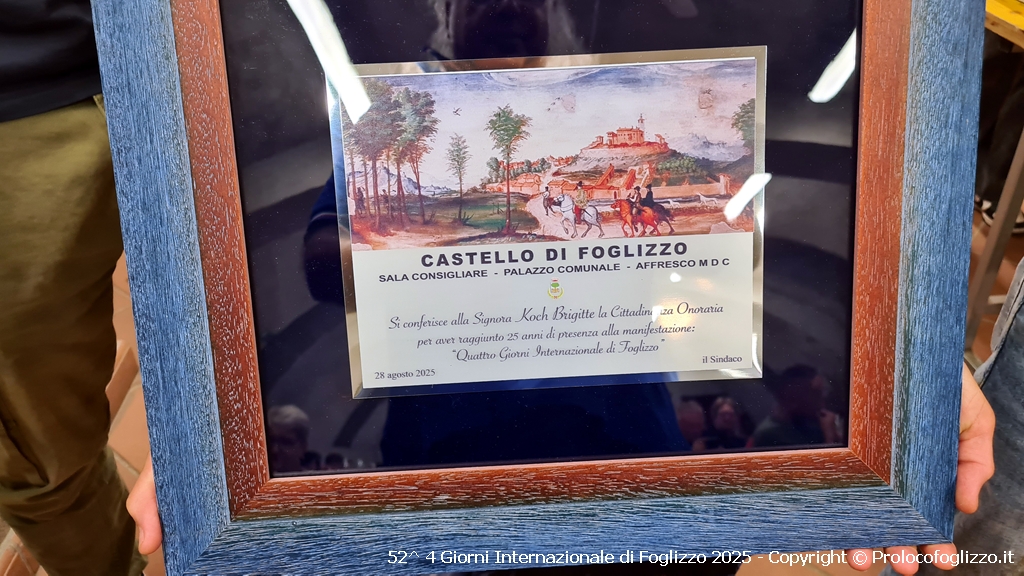 CASTELLO DI FOGLIZZO
SALA CONSIGLIARE - PALAZZO COMUNALE - AFFRESCO M D C
Si conferisce alla Signora Koch Brigitte la Cittadinanza Onoraria
per aver raggiunto 25 anni di presenza alla manifestazione:
"Quattro Giorni Internazionale di Foglizzo"
28 agosto 2025
il Sindaco
52^ 4 Giorni Internazionale di Foglizzo 2025 - Copyright © Prolocofoglizzo.it